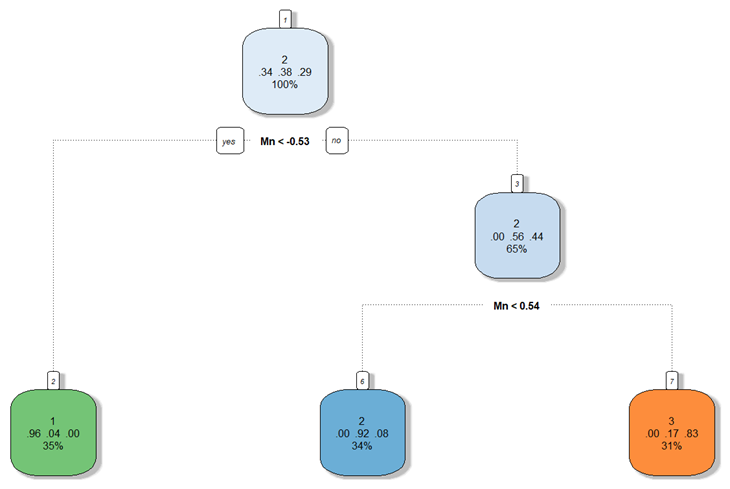 1
2
.34 .38 .29
100%
yes Mn < -0.53 no
3
2
.00 .56 .44
65%
Mn < 0.54
2
1
.96 .04 .00
35%
6
2
.00 .92 .08
34%
7
3
.00 .17 .83
31%